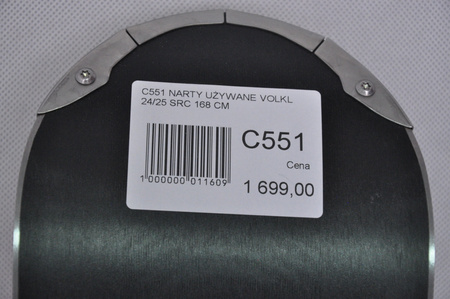 C551 NARTY UŻYWANE VOLKL
24/25 SRC 168 CM
C551
Cena
1 000000 011609
1 699,00